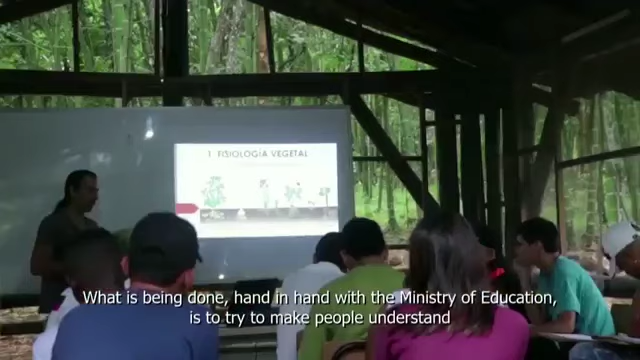 1. FISIOLOGÍA VEGETAL
What is being done, hand in hand with the Ministry of Education,
is to try to make people understand